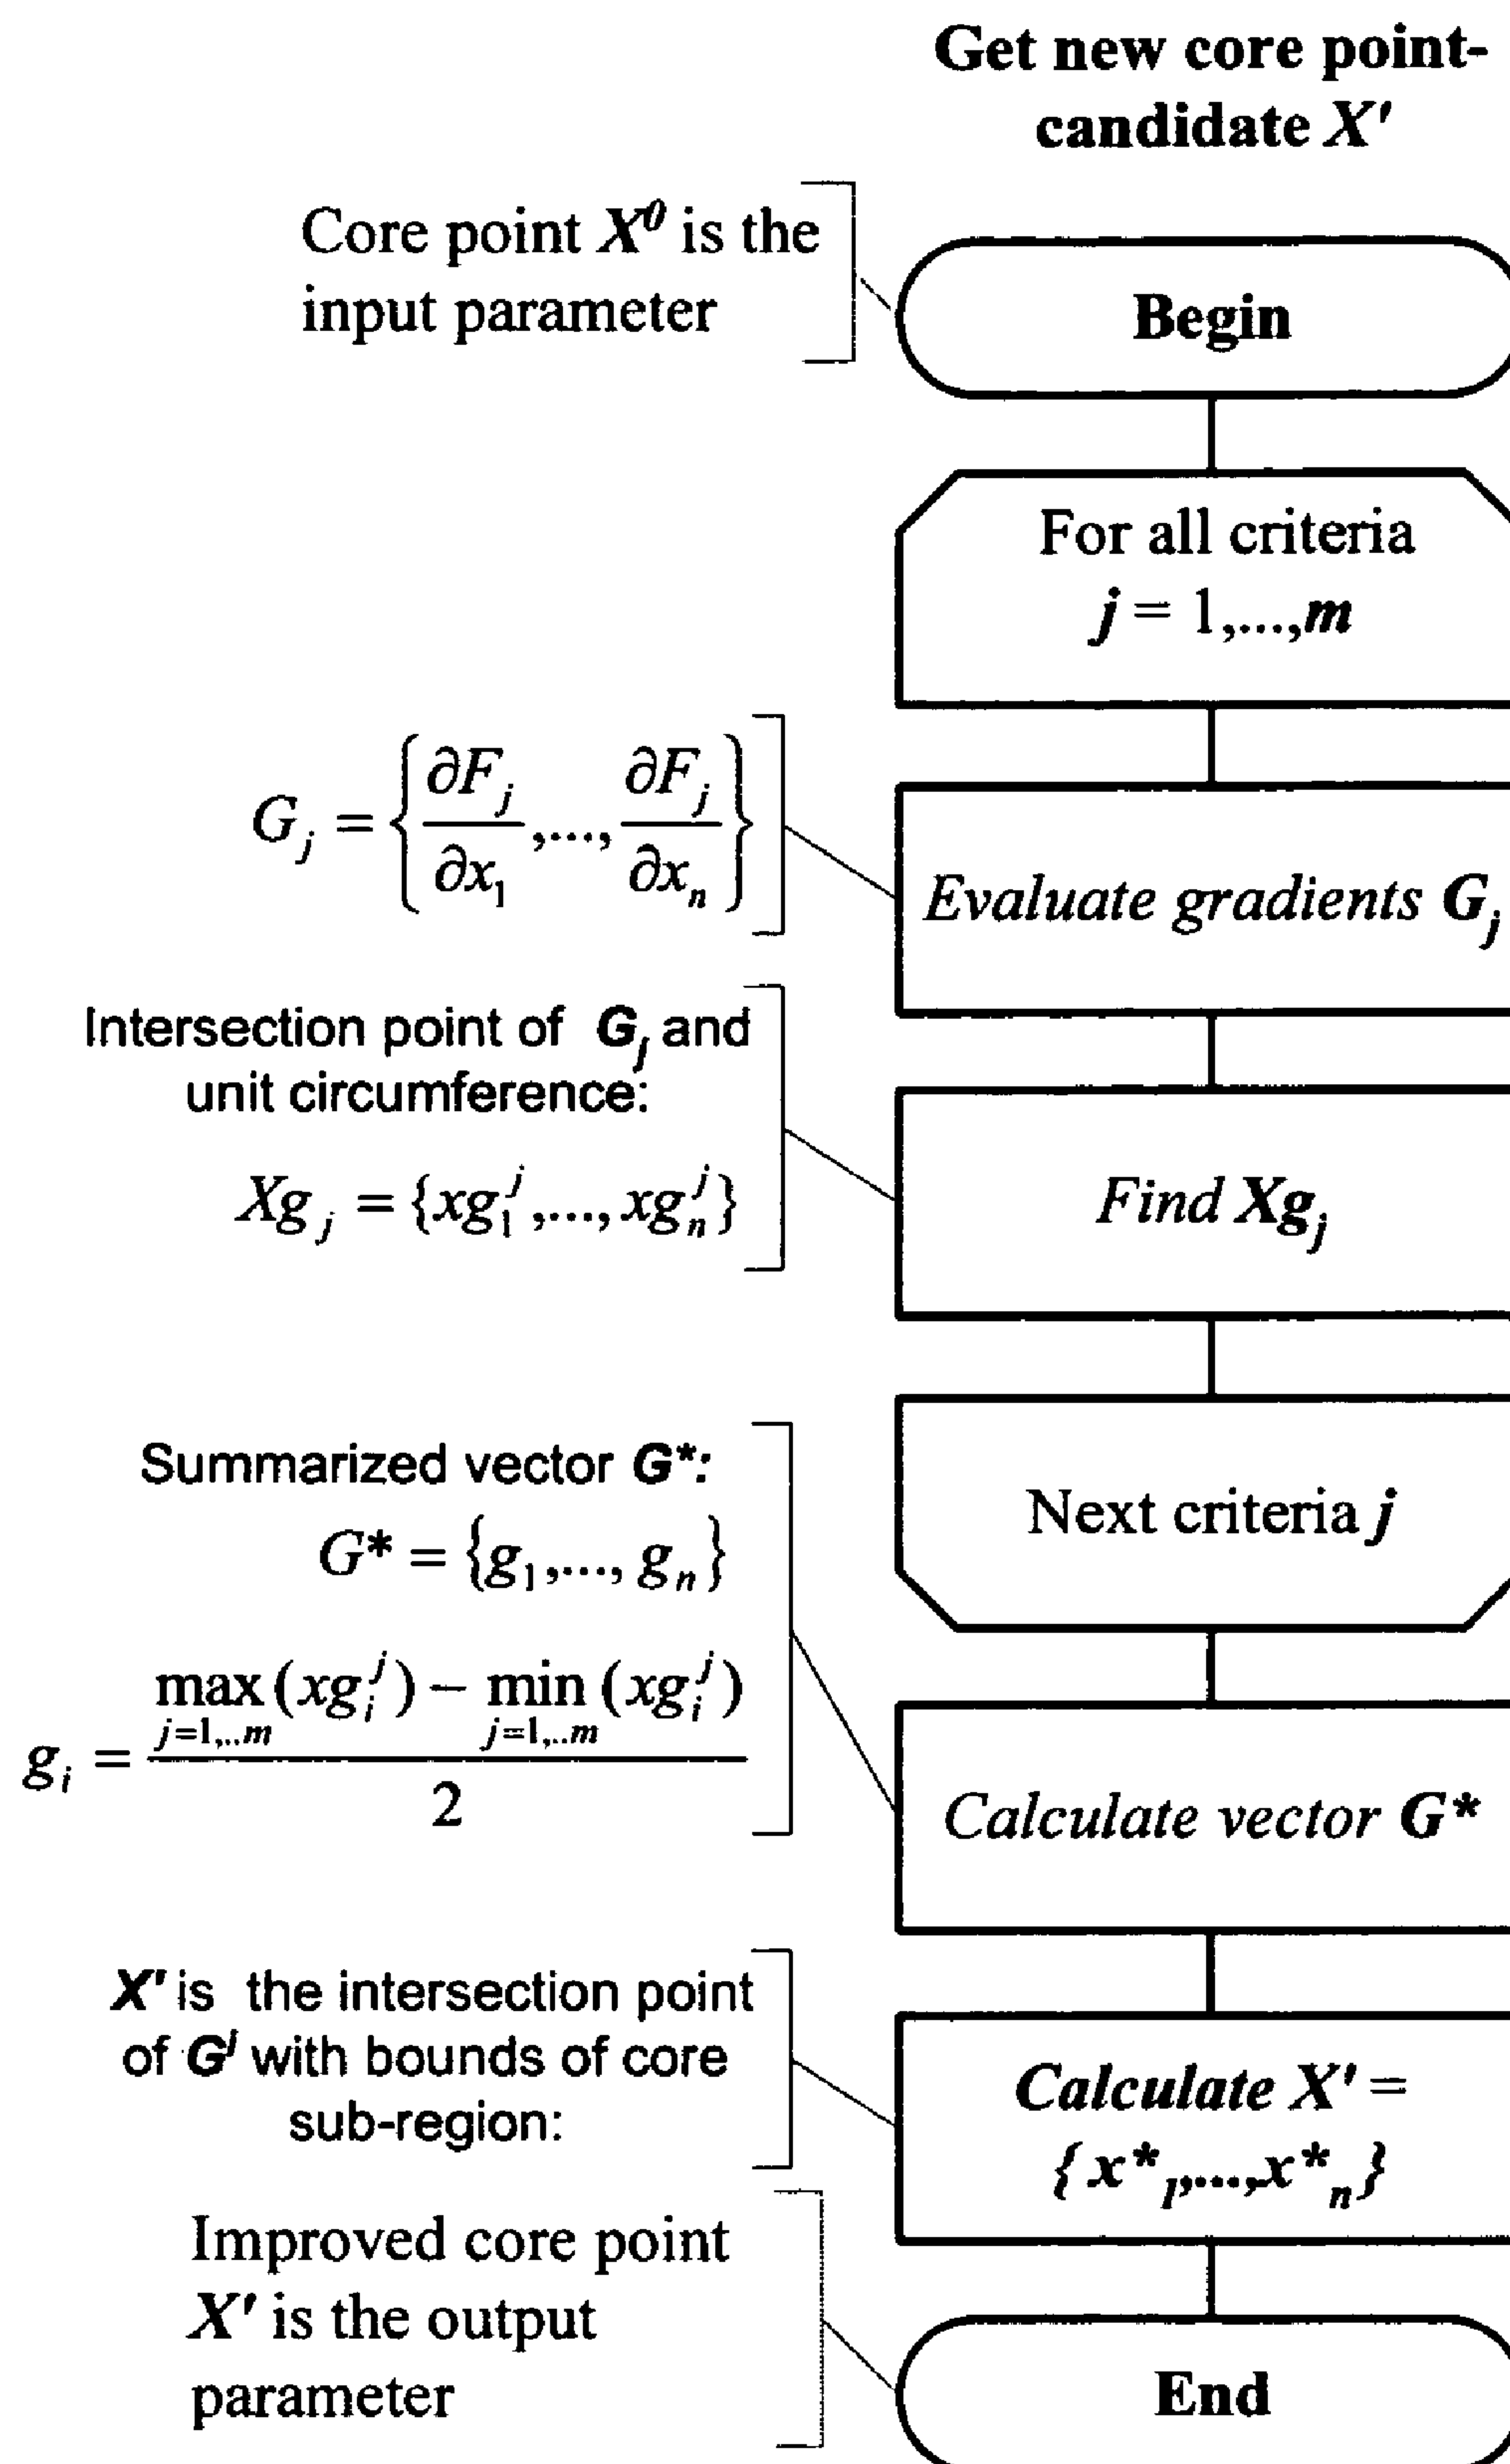 Get new core point-
candidate X'
Core point X⁰ is the
input parameter
Begin
For all criteria
j = 1,...,m
G_j = {∂F_j/∂x_1,..., ∂F_j/∂x_n}
Evaluate gradients G_j
Intersection point of G_j and
unit circumference:
Xg_j = {xg_1^j,..., xg_n^j}
Find Xg_j
Next criteria j
Summarized vector G*:
G* = {g_1,..., g_n}
g_i = (max_{j=1,..m}(xg_i^j) − min_{j=1,..m}(xg_i^j)) / 2
Calculate vector G*
X' is the intersection point
of G^j with bounds of core
sub-region:
Calculate X' =
{x*_1,...,x*_n}
Improved core point
X' is the output
parameter
End